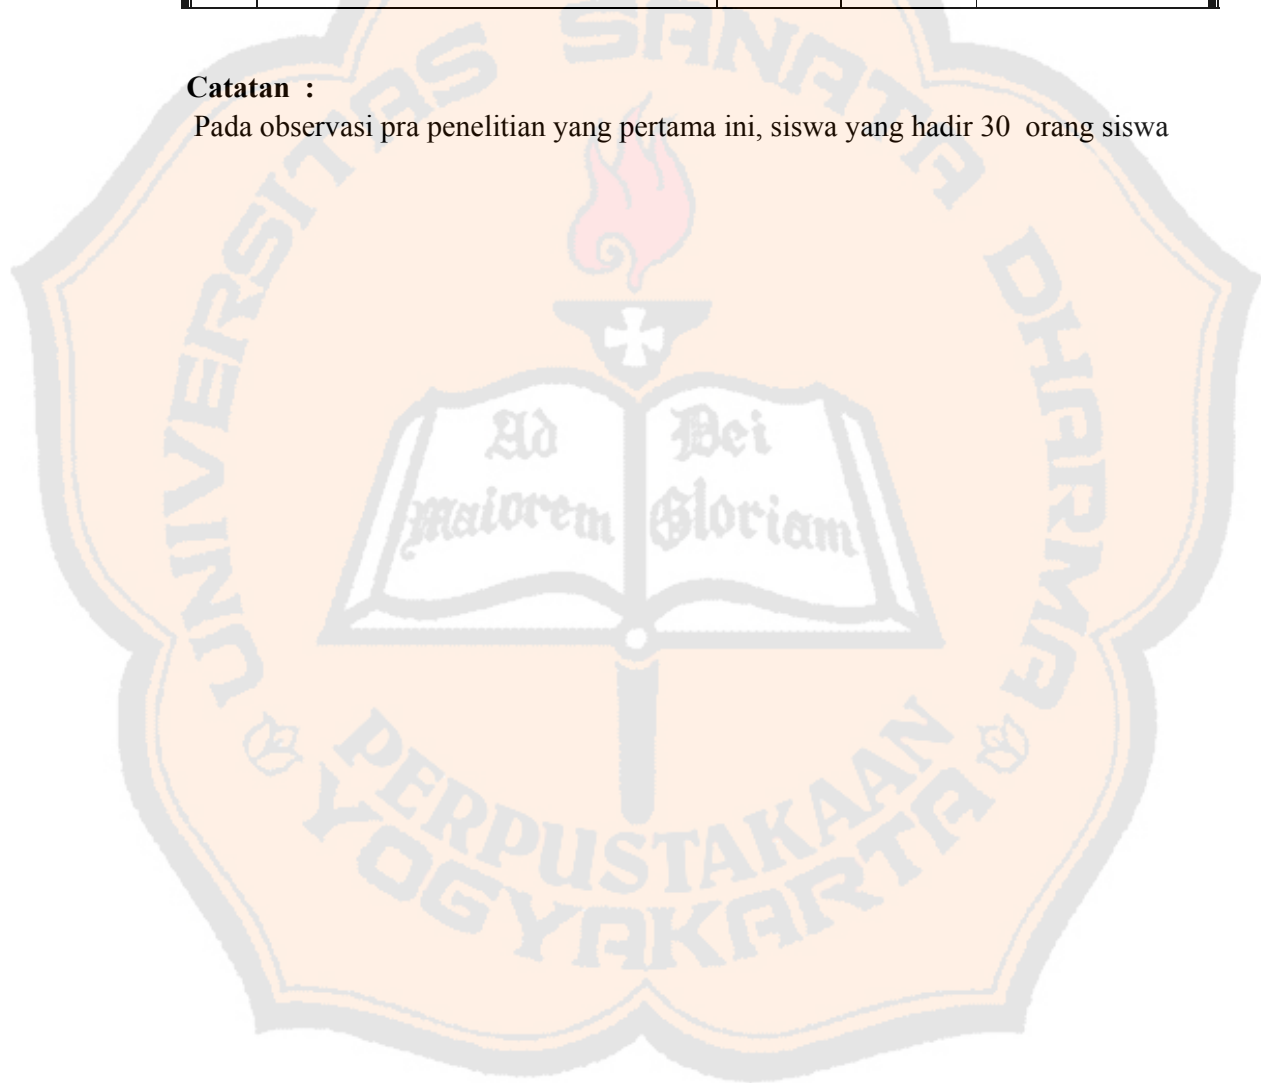 Catatan :
Pada observasi pra penelitian yang pertama ini, siswa yang hadir 30 orang siswa
UNIVERSITAS SANATA DHARMA
Ad Dei
maiorem Gloriam
PERPUSTAKAAN
YOGYAKARTA